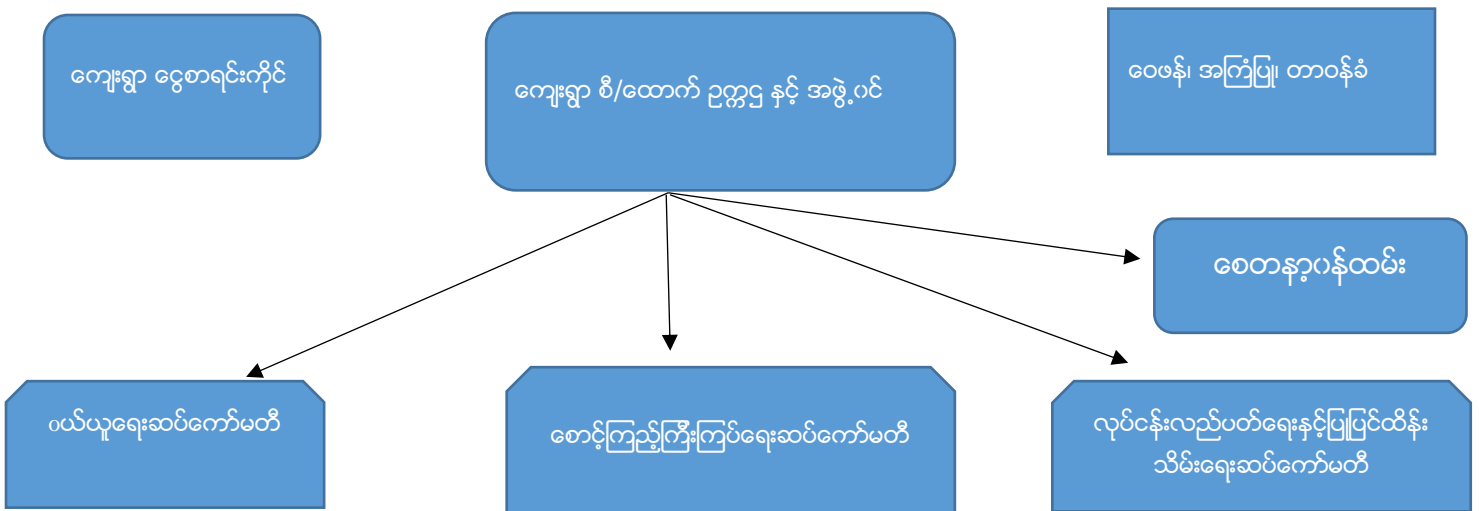 ကျေးရွာ ငွေစာရင်းကိုင်
ကျေးရွာ စီ/ထောက် ဥက္ကဌ နှင့် အဖွဲ့ဝင်
ဝေဖန်၊ အကြံပြု၊ တာဝန်ခံ
စေတနာ့ဝန်ထမ်း
ဝယ်ယူရေးဆပ်ကော်မတီ
စောင့်ကြည့်ကြီးကြပ်ရေးဆပ်ကော်မတီ
လုပ်ငန်းလည်ပတ်ရေးနှင့်ပြုပြင်ထိန်း
သိမ်းရေးဆပ်ကော်မတီ